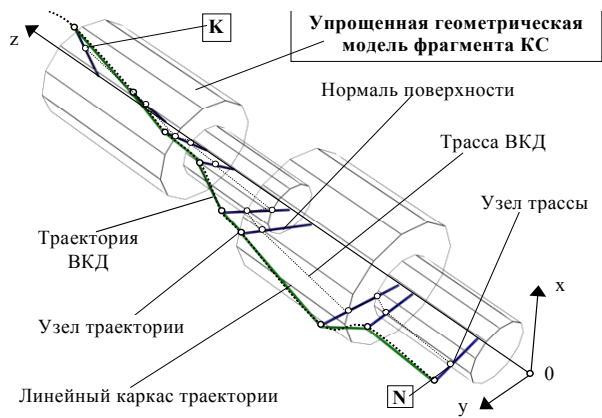 K
Упрощенная геометрическая
модель фрагмента КС
z
Нормаль поверхности
Трасса ВКД
Узел трассы
Траектория
ВКД
x
Узел траектории
0
Линейный каркас траектории
N
y